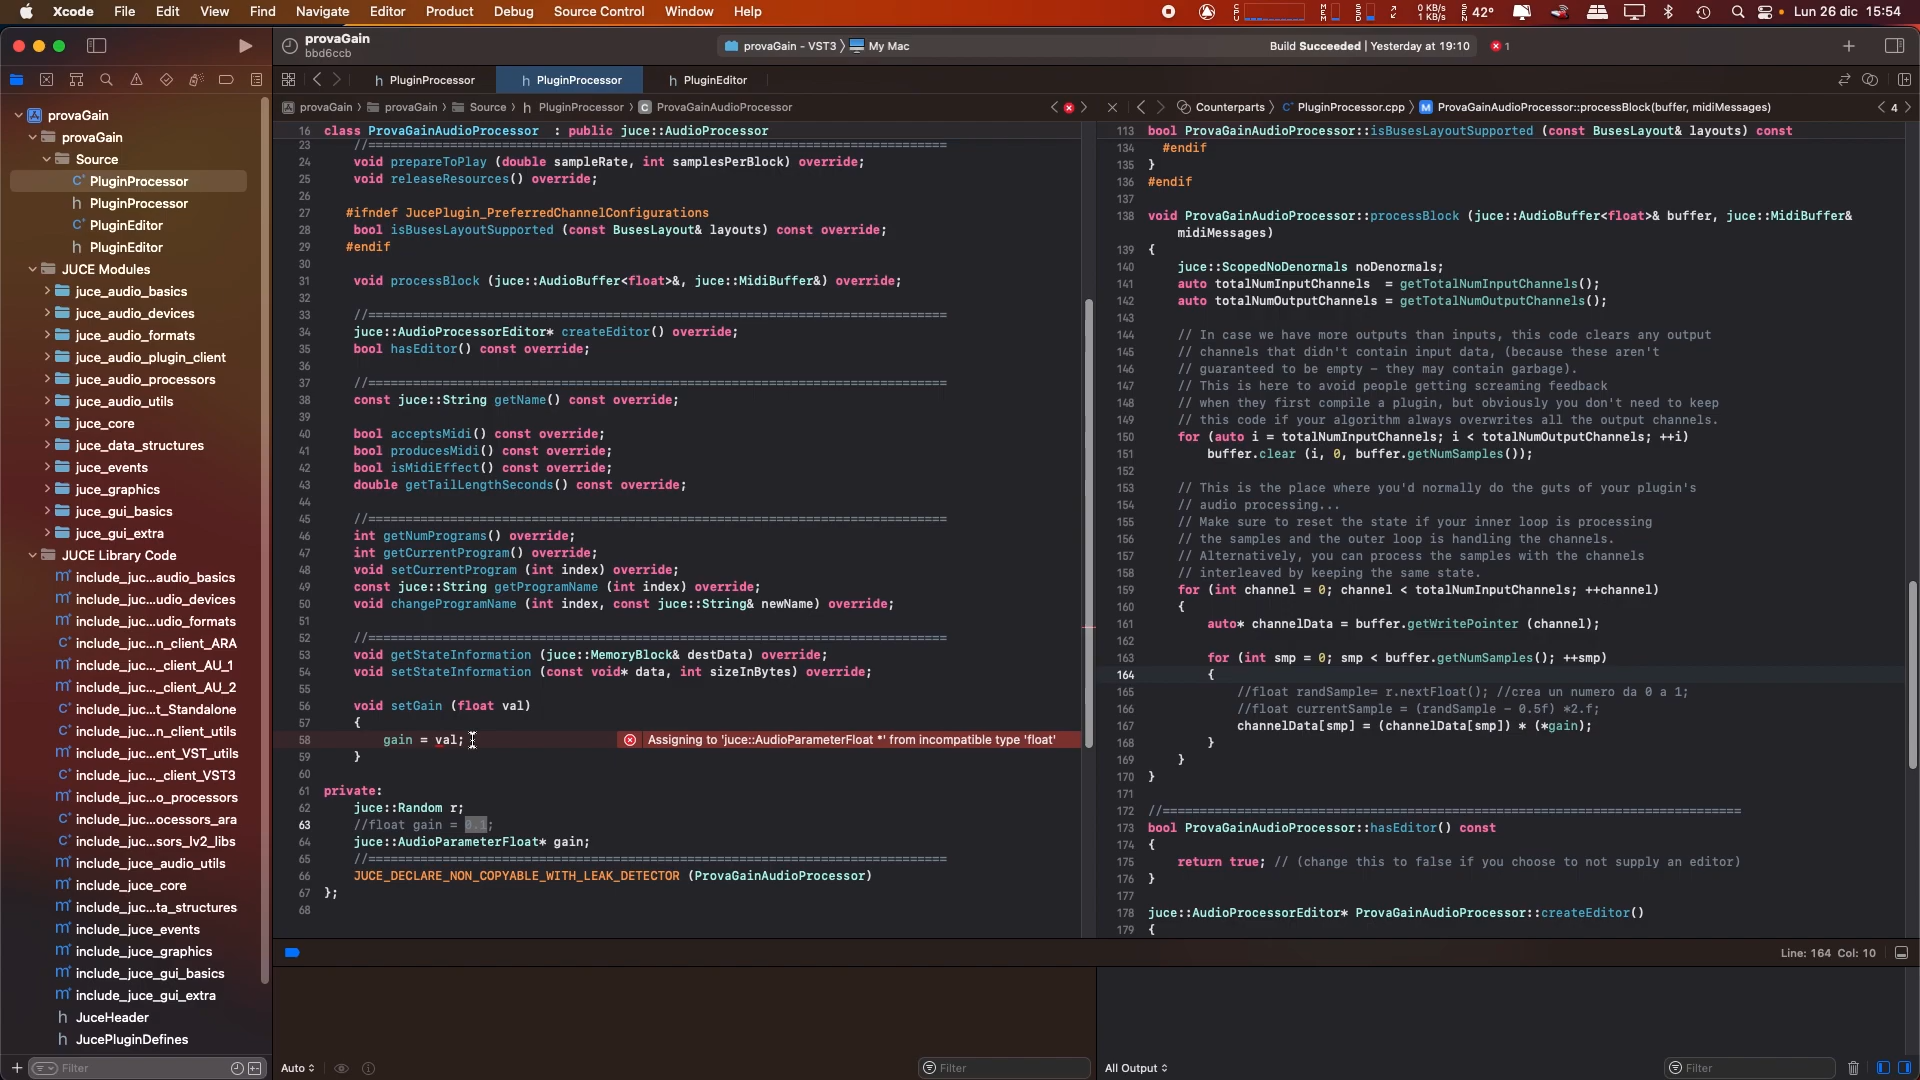 Xcode File Edit View Find Navigate Editor Product Debug Source Control Window Help
0 KB/s
1 KB/s
42°
Lun 26 dic 15:54
provaGain
bbd6ccb
provaGain - VST3 My Mac
Build Succeeded | Yesterday at 19:10
1
PluginProcessor
PluginProcessor
PluginEditor
provaGain
provaGain
Source
PluginProcessor
PluginProcessor
PluginEditor
PluginEditor
JUCE Modules
juce_audio_basics
juce_audio_devices
juce_audio_formats
juce_audio_plugin_client
juce_audio_processors
juce_audio_utils
juce_core
juce_data_structures
juce_events
juce_graphics
juce_gui_basics
juce_gui_extra
JUCE Library Code
include_juc...audio_basics
include_juc...udio_devices
include_juc...udio_formats
include_juc...n_client_ARA
include_juc..._client_AU_1
include_juc..._client_AU_2
include_juc...t_Standalone
include_juc...n_client_utils
include_juc...ent_VST_utils
include_juc..._client_VST3
include_juc...o_processors
include_juc...ocessors_ara
include_juc...sors_lv2_libs
include_juce_audio_utils
include_juce_core
include_juc...ta_structures
include_juce_events
include_juce_graphics
include_juce_gui_basics
include_juce_gui_extra
JuceHeader
JucePluginDefines
Filter
provaGain provaGain Source PluginProcessor ProvaGainAudioProcessor
16 class ProvaGainAudioProcessor : public juce::AudioProcessor
23 //==============================================================================
24 void prepareToPlay (double sampleRate, int samplesPerBlock) override;
25 void releaseResources() override;
26
27 #ifndef JucePlugin_PreferredChannelConfigurations
28 bool isBusesLayoutSupported (const BusesLayout& layouts) const override;
29 #endif
30
31 void processBlock (juce::AudioBuffer<float>&, juce::MidiBuffer&) override;
32
33 //==============================================================================
34 juce::AudioProcessorEditor* createEditor() override;
35 bool hasEditor() const override;
36
37 //==============================================================================
38 const juce::String getName() const override;
39
40 bool acceptsMidi() const override;
41 bool producesMidi() const override;
42 bool isMidiEffect() const override;
43 double getTailLengthSeconds() const override;
44
45 //==============================================================================
46 int getNumPrograms() override;
47 int getCurrentProgram() override;
48 void setCurrentProgram (int index) override;
49 const juce::String getProgramName (int index) override;
50 void changeProgramName (int index, const juce::String& newName) override;
51
52 //==============================================================================
53 void getStateInformation (juce::MemoryBlock& destData) override;
54 void setStateInformation (const void* data, int sizeInBytes) override;
55
56 void setGain (float val)
57 {
58 gain = val; Assigning to 'juce::AudioParameterFloat *' from incompatible type 'float'
59 }
60
61 private:
62 juce::Random r;
63 //float gain = 0.1;
64 juce::AudioParameterFloat* gain;
65 //==============================================================================
66 JUCE_DECLARE_NON_COPYABLE_WITH_LEAK_DETECTOR (ProvaGainAudioProcessor)
67 };
68
Counterparts PluginProcessor.cpp ProvaGainAudioProcessor::processBlock(buffer, midiMessages) 4
113 bool ProvaGainAudioProcessor::isBusesLayoutSupported (const BusesLayout& layouts) const
134 #endif
135 }
136 #endif
137
138 void ProvaGainAudioProcessor::processBlock (juce::AudioBuffer<float>& buffer, juce::MidiBuffer&
midiMessages)
139 {
140 juce::ScopedNoDenormals noDenormals;
141 auto totalNumInputChannels  = getTotalNumInputChannels();
142 auto totalNumOutputChannels = getTotalNumOutputChannels();
143
144 // In case we have more outputs than inputs, this code clears any output
145 // channels that didn't contain input data, (because these aren't
146 // guaranteed to be empty - they may contain garbage).
147 // This is here to avoid people getting screaming feedback
148 // when they first compile a plugin, but obviously you don't need to keep
149 // this code if your algorithm always overwrites all the output channels.
150 for (auto i = totalNumInputChannels; i < totalNumOutputChannels; ++i)
151 buffer.clear (i, 0, buffer.getNumSamples());
152
153 // This is the place where you'd normally do the guts of your plugin's
154 // audio processing...
155 // Make sure to reset the state if your inner loop is processing
156 // the samples and the outer loop is handling the channels.
157 // Alternatively, you can process the samples with the channels
158 // interleaved by keeping the same state.
159 for (int channel = 0; channel < totalNumInputChannels; ++channel)
160 {
161 auto* channelData = buffer.getWritePointer (channel);
162
163 for (int smp = 0; smp < buffer.getNumSamples(); ++smp)
164 {
165 //float randSample= r.nextFloat(); //crea un numero da 0 a 1;
166 //float currentSample = (randSample - 0.5f) *2.f;
167 channelData[smp] = (channelData[smp]) * (*gain);
168 }
169 }
170 }
171
172 //==============================================================================
173 bool ProvaGainAudioProcessor::hasEditor() const
174 {
175 return true; // (change this to false if you choose to not supply an editor)
176 }
177
178 juce::AudioProcessorEditor* ProvaGainAudioProcessor::createEditor()
179 {
Line: 164 Col: 10
Auto
Filter
All Output
Filter